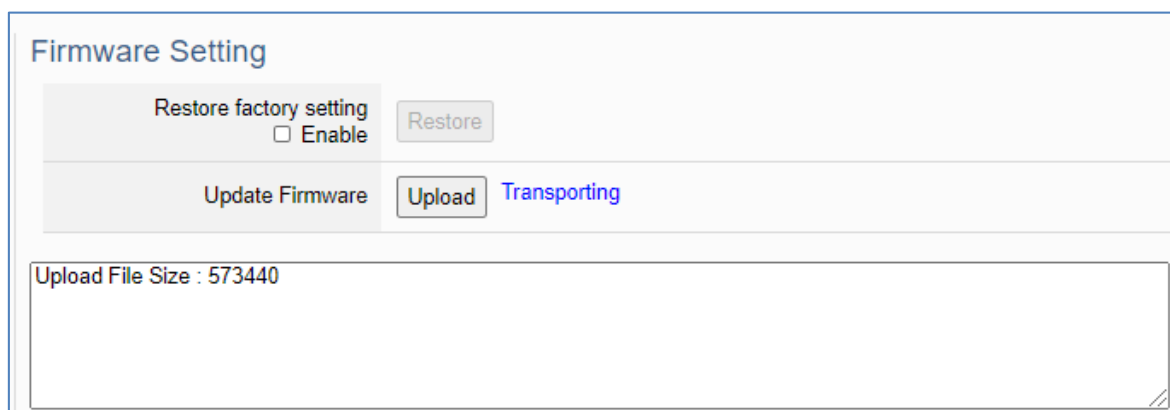 Firmware Setting
Restore factory setting
Enable
Restore
Update Firmware
Upload
Transporting
Upload File Size : 573440